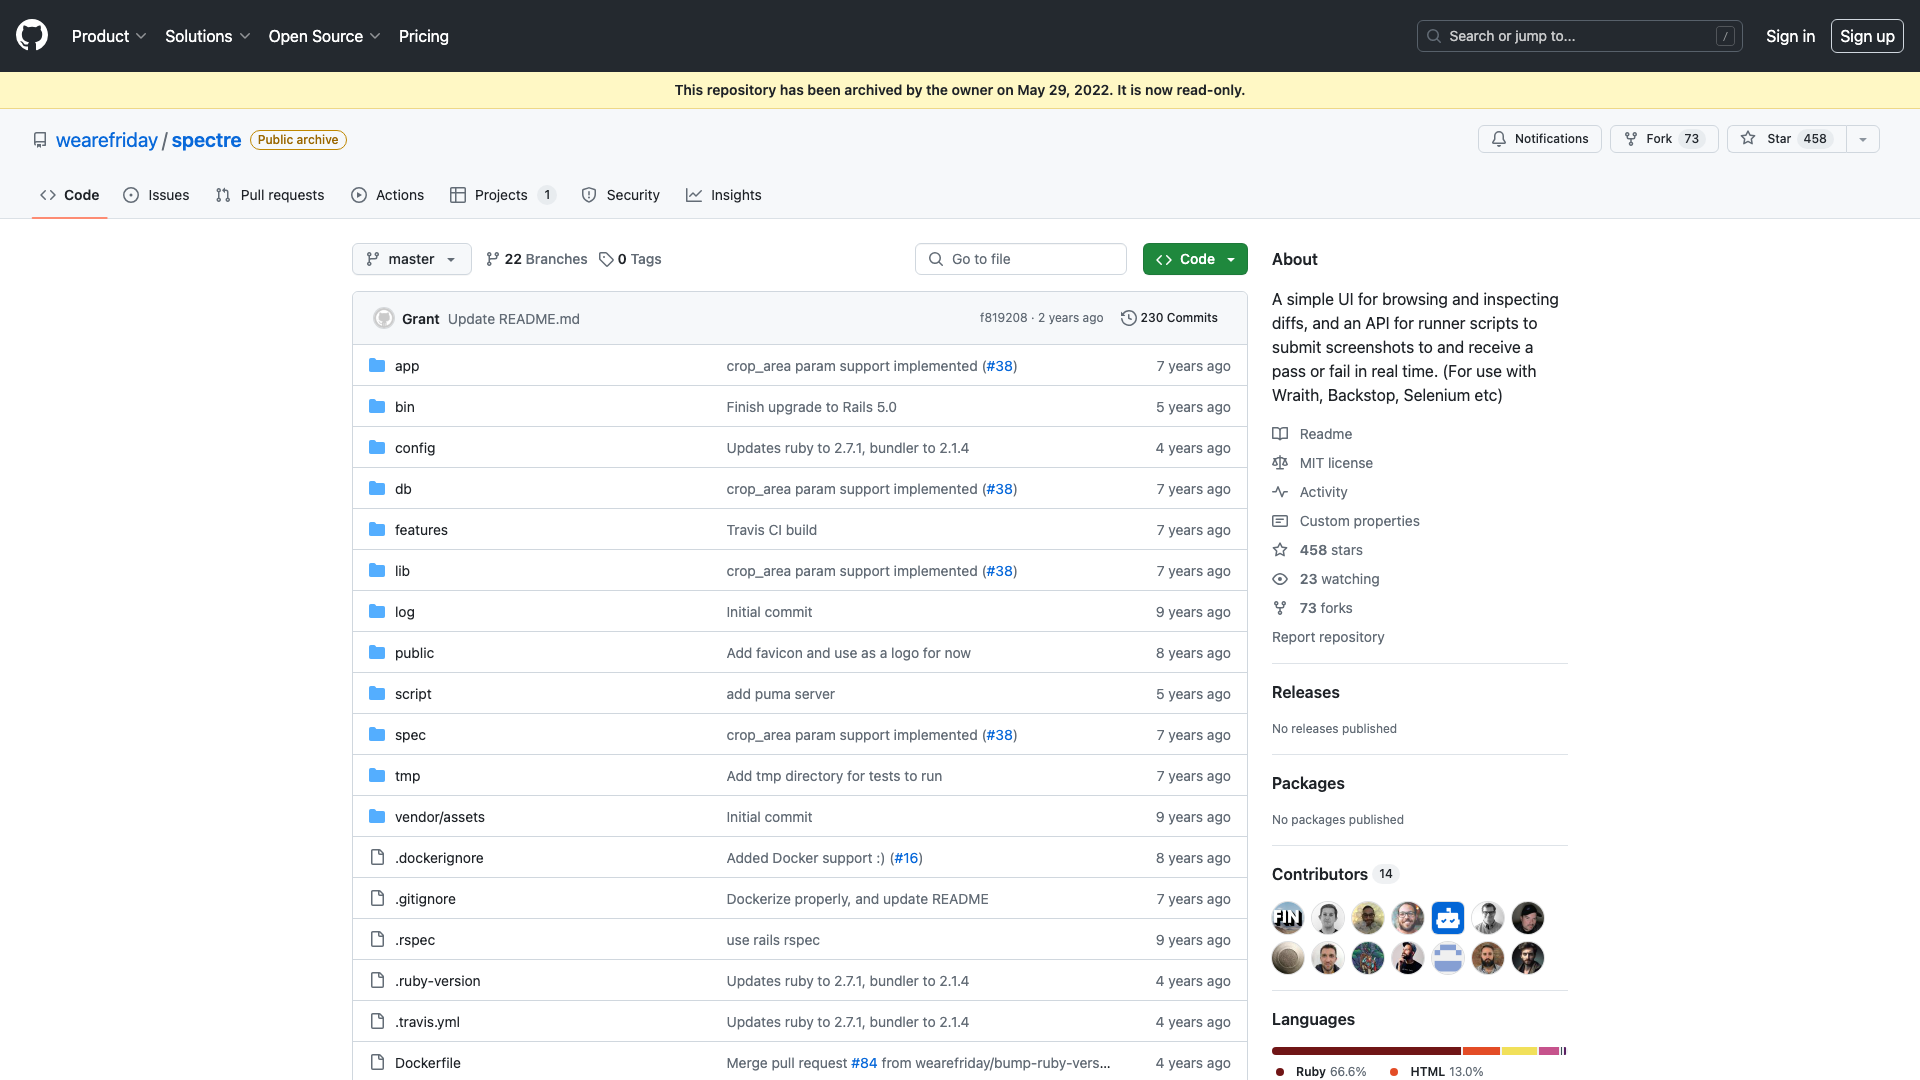 Product
Solutions
Open Source
Pricing
Search or jump to...
/
Sign in
Sign up
This repository has been archived by the owner on May 29, 2022. It is now read-only.
wearefriday / spectre
Public archive
Notifications
Fork 73
Star 458
Code
Issues
Pull requests
Actions
Projects 1
Security
Insights
master
22 Branches
0 Tags
Go to file
Code
Grant Update README.md
f819208 · 2 years ago
230 Commits
app crop_area param support implemented (#38) 7 years ago
bin Finish upgrade to Rails 5.0 5 years ago
config Updates ruby to 2.7.1, bundler to 2.1.4 4 years ago
db crop_area param support implemented (#38) 7 years ago
features Travis CI build 7 years ago
lib crop_area param support implemented (#38) 7 years ago
log Initial commit 9 years ago
public Add favicon and use as a logo for now 8 years ago
script add puma server 5 years ago
spec crop_area param support implemented (#38) 7 years ago
tmp Add tmp directory for tests to run 7 years ago
vendor/assets Initial commit 9 years ago
.dockerignore Added Docker support :) (#16) 8 years ago
.gitignore Dockerize properly, and update README 7 years ago
.rspec use rails rspec 9 years ago
.ruby-version Updates ruby to 2.7.1, bundler to 2.1.4 4 years ago
.travis.yml Updates ruby to 2.7.1, bundler to 2.1.4 4 years ago
Dockerfile Merge pull request #84 from wearefriday/bump-ruby-vers... 4 years ago
About
A simple UI for browsing and inspecting
diffs, and an API for runner scripts to
submit screenshots to and receive a
pass or fail in real time. (For use with
Wraith, Backstop, Selenium etc)
Readme
MIT license
Activity
Custom properties
458 stars
23 watching
73 forks
Report repository
Releases
No releases published
Packages
No packages published
Contributors 14
FIN
Languages
Ruby 66.6%
HTML 13.0%